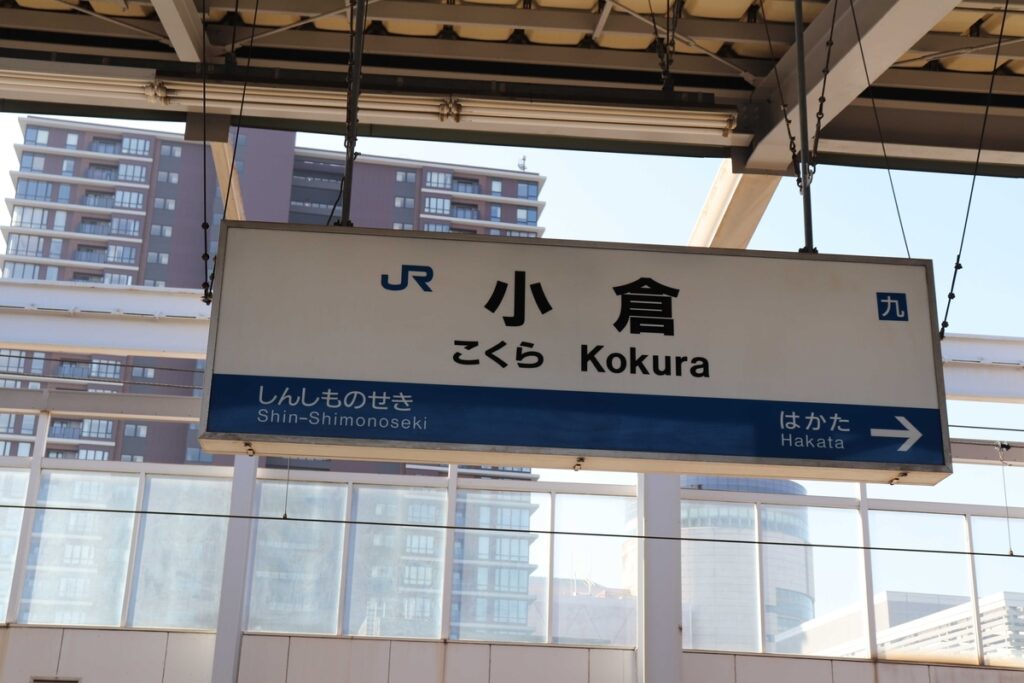 JR 小倉 九
こくら Kokura
しんしものせき
Shin-Shimonoseki
はかた
Hakata